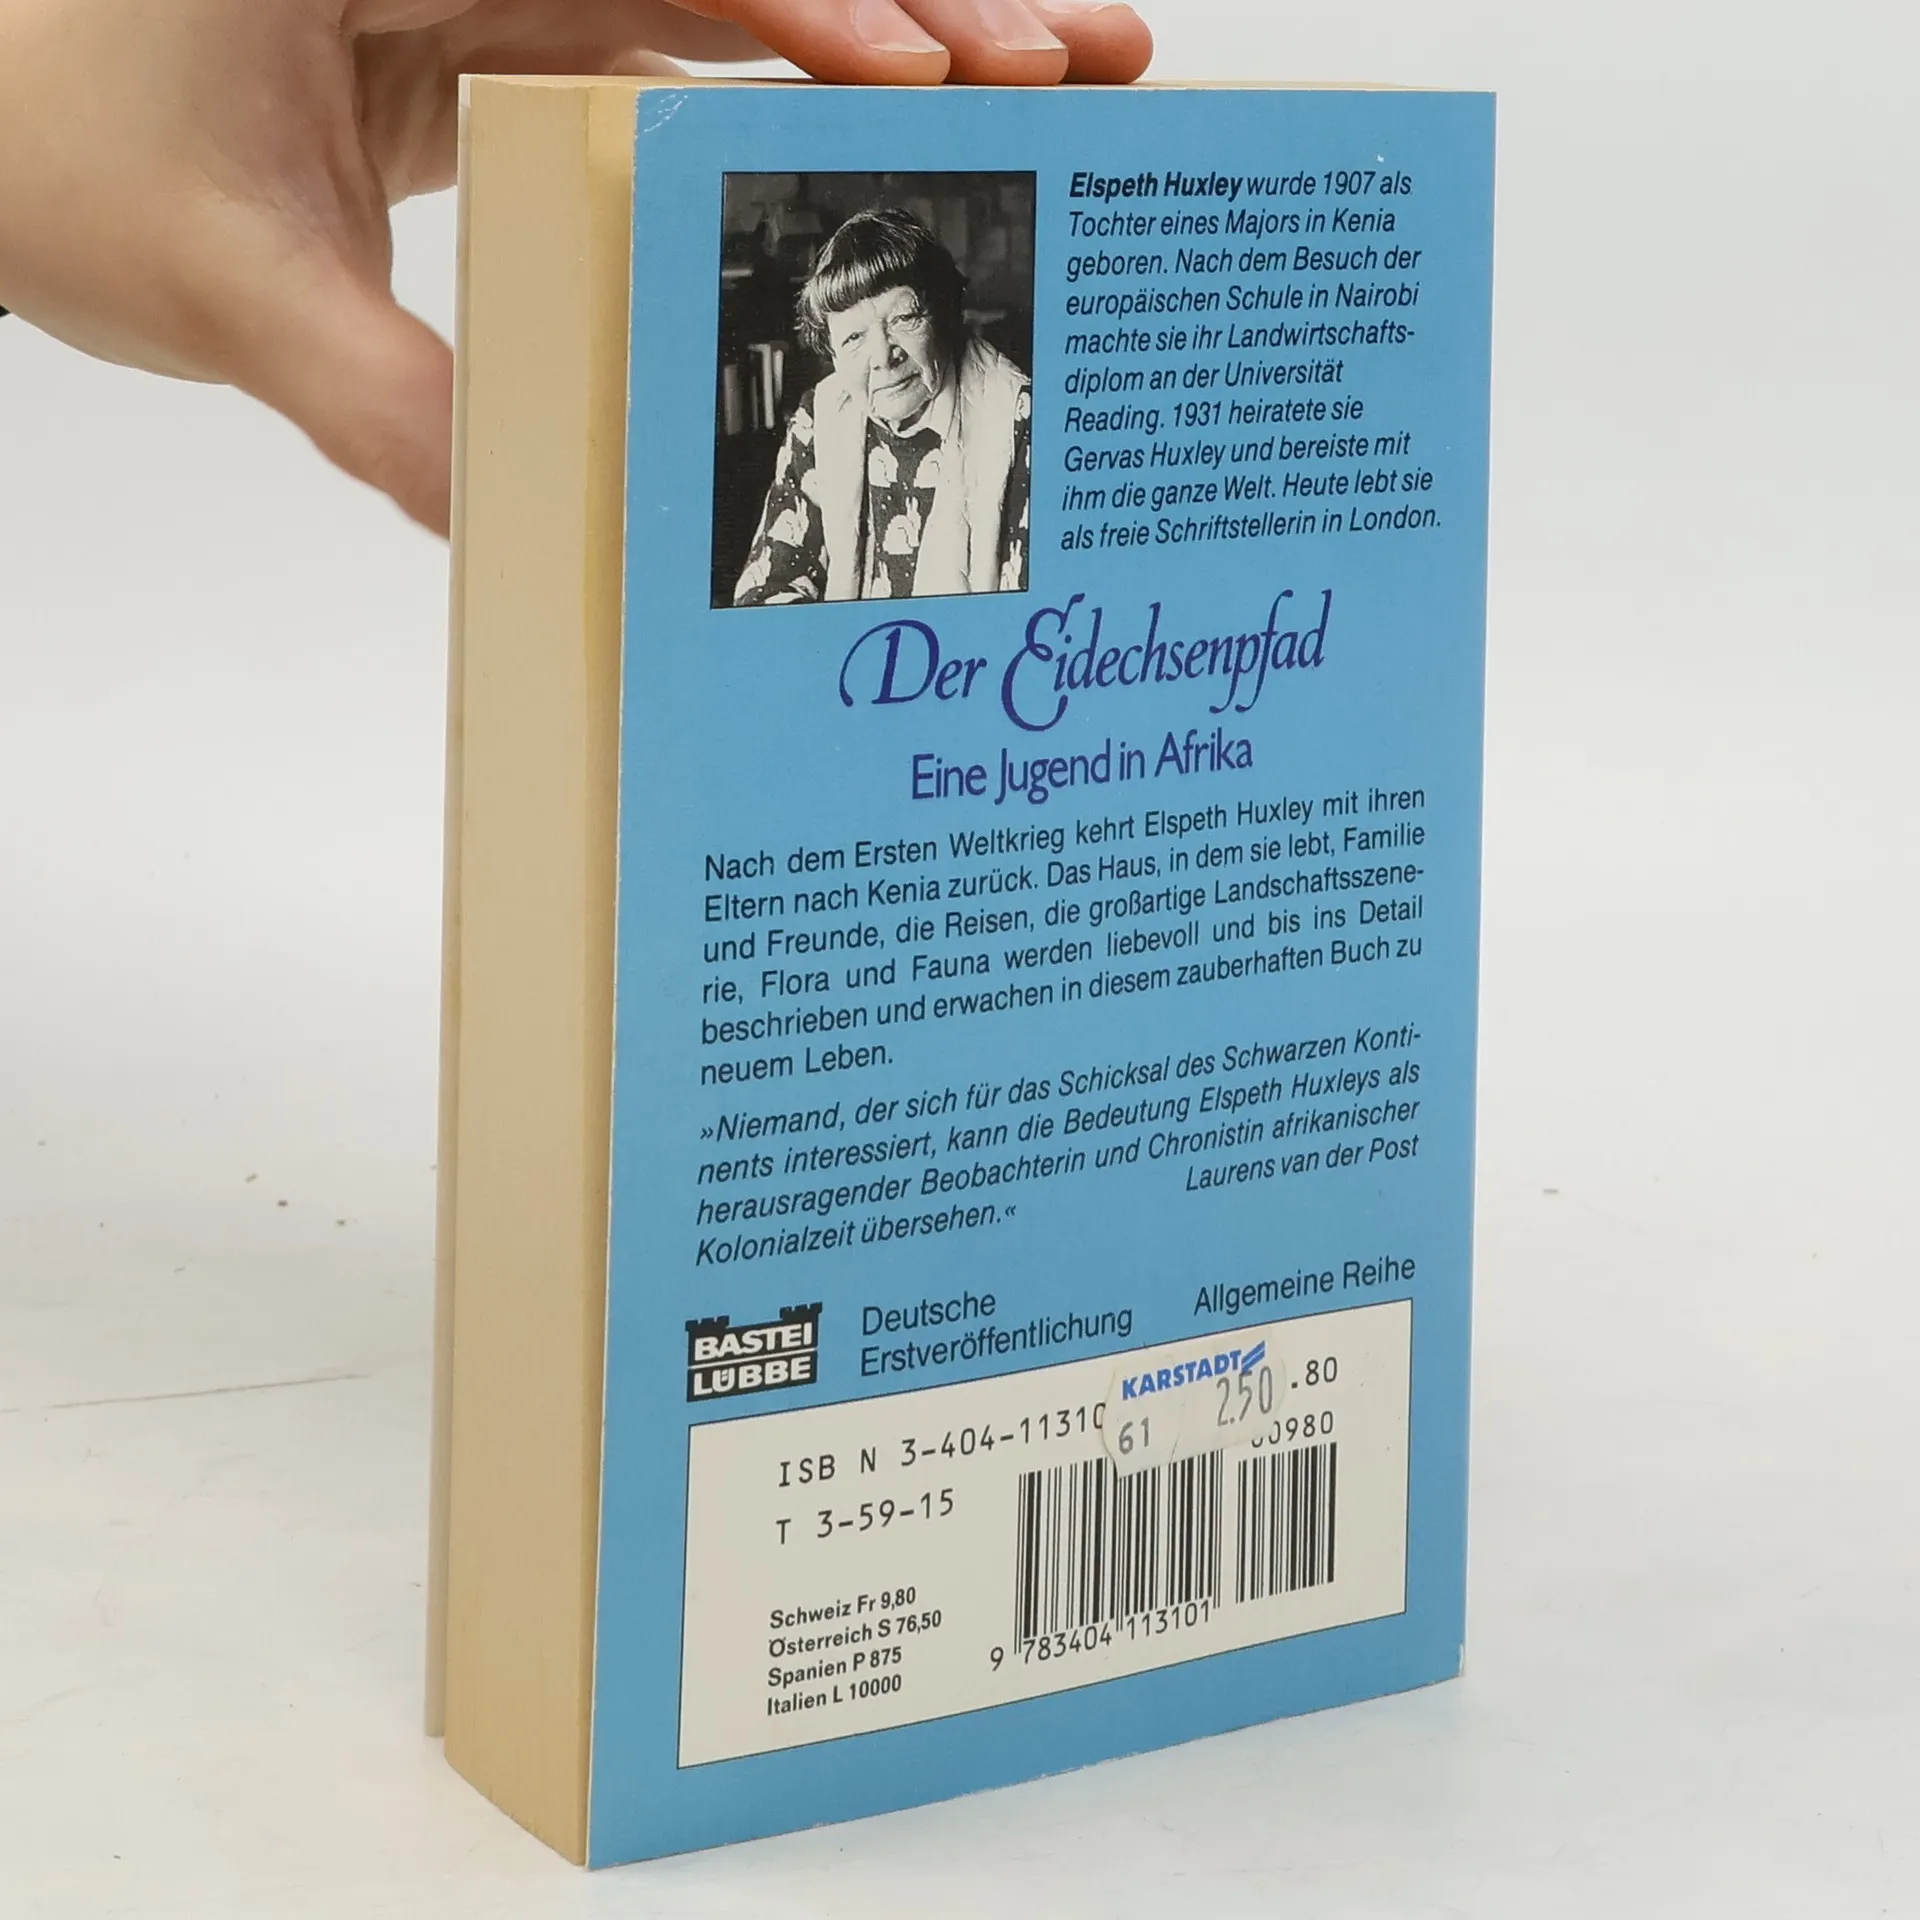 Elspeth Huxley wurde 1907 als
Tochter eines Majors in Kenia
geboren. Nach dem Besuch der
europäischen Schule in Nairobi
machte sie ihr Landwirtschafts-
diplom an der Universität
Reading. 1931 heiratete sie
Gervas Huxley und bereiste mit
ihm die ganze Welt. Heute lebt sie
als freie Schriftstellerin in London.
Der Eidechsenpfad
Eine Jugend in Afrika
Nach dem Ersten Weltkrieg kehrt Elspeth Huxley mit ihren
Eltern nach Kenia zurück. Das Haus, in dem sie lebt, Familie
und Freunde, die Reisen, die großartige Landschaftsszene-
rie, Flora und Fauna werden liebevoll und bis ins Detail
beschrieben und erwachen in diesem zauberhaften Buch zu
neuem Leben.
»Niemand, der sich für das Schicksal des Schwarzen Konti-
nents interessiert, kann die Bedeutung Elspeth Huxleys als
herausragender Beobachterin und Chronistin afrikanischer
Kolonialzeit übersehen.«
Laurens van der Post
BASTEI
LÜBBE
Deutsche
Erstveröffentlichung
Allgemeine Reihe
KARSTADT
61 2.50
.80
ISBN 3-404-11310
0980
T 3-59-15
Schweiz Fr 9,80
Österreich S 76,50
Spanien P 875
Italien L 10000
9 783404 113101